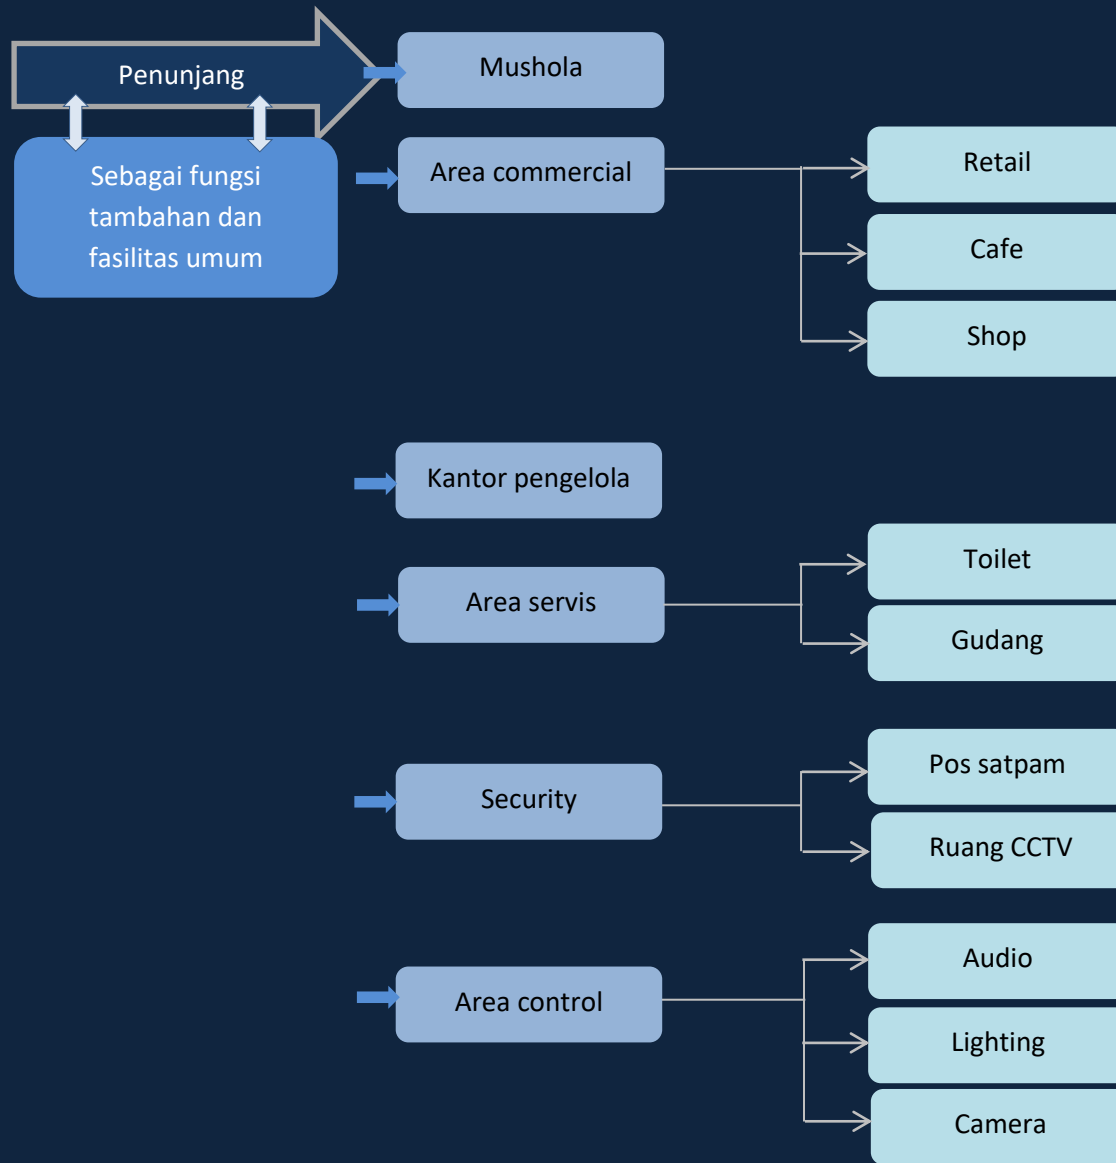 Penunjang
Sebagai fungsi
tambahan dan
fasilitas umum
Mushola
Area commercial
Retail
Cafe
Shop
Kantor pengelola
Area servis
Toilet
Gudang
Security
Pos satpam
Ruang CCTV
Area control
Audio
Lighting
Camera